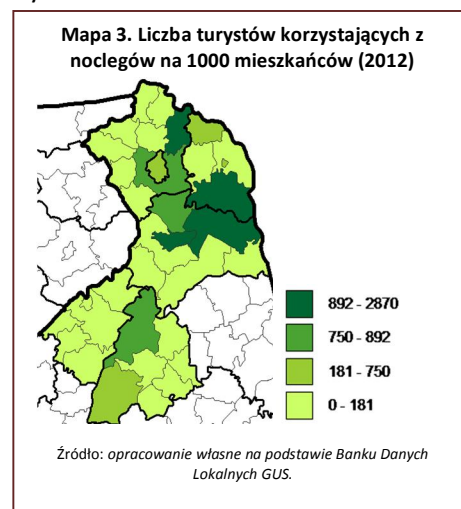 Mapa 3. Liczba turystów korzystających z
noclegów na 1000 mieszkańców (2012)
892 - 2870
750 - 892
181 - 750
0 - 181
Źródło: opracowanie własne na podstawie Banku Danych
Lokalnych GUS.